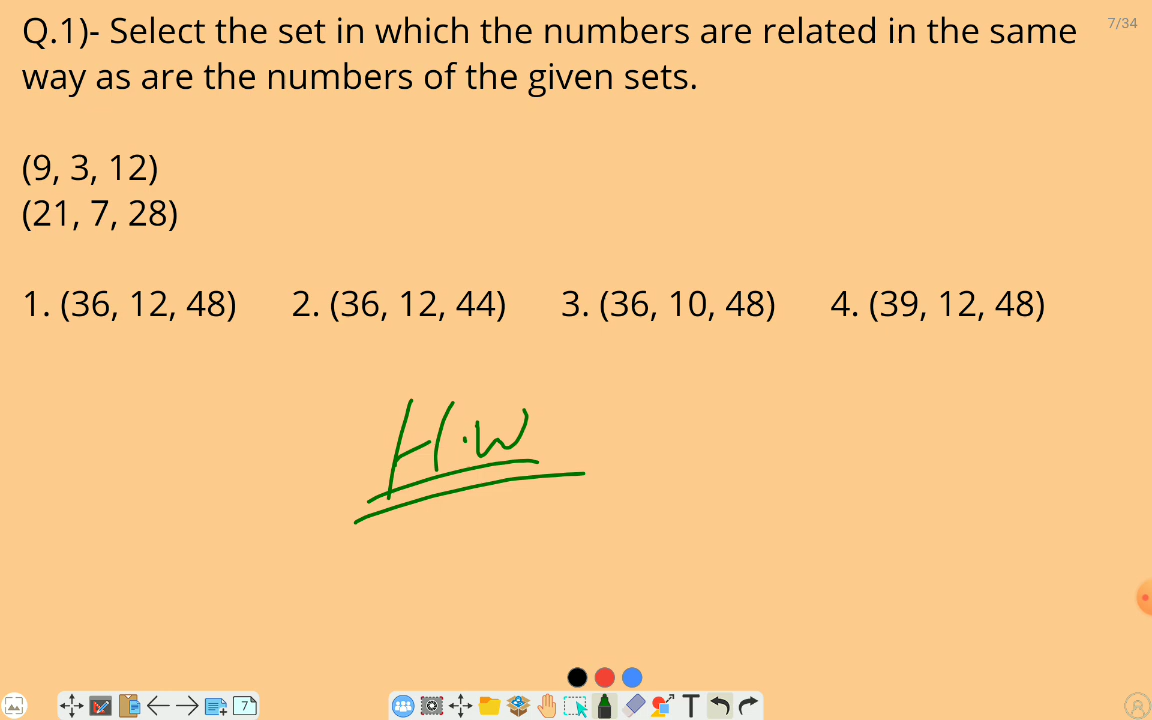 Q.1)- Select the set in which the numbers are related in the same
7/34
way as are the numbers of the given sets.
(9, 3, 12)
(21, 7, 28)
1. (36, 12, 48) 2. (36, 12, 44) 3. (36, 10, 48) 4. (39, 12, 48)
H.W
7 T